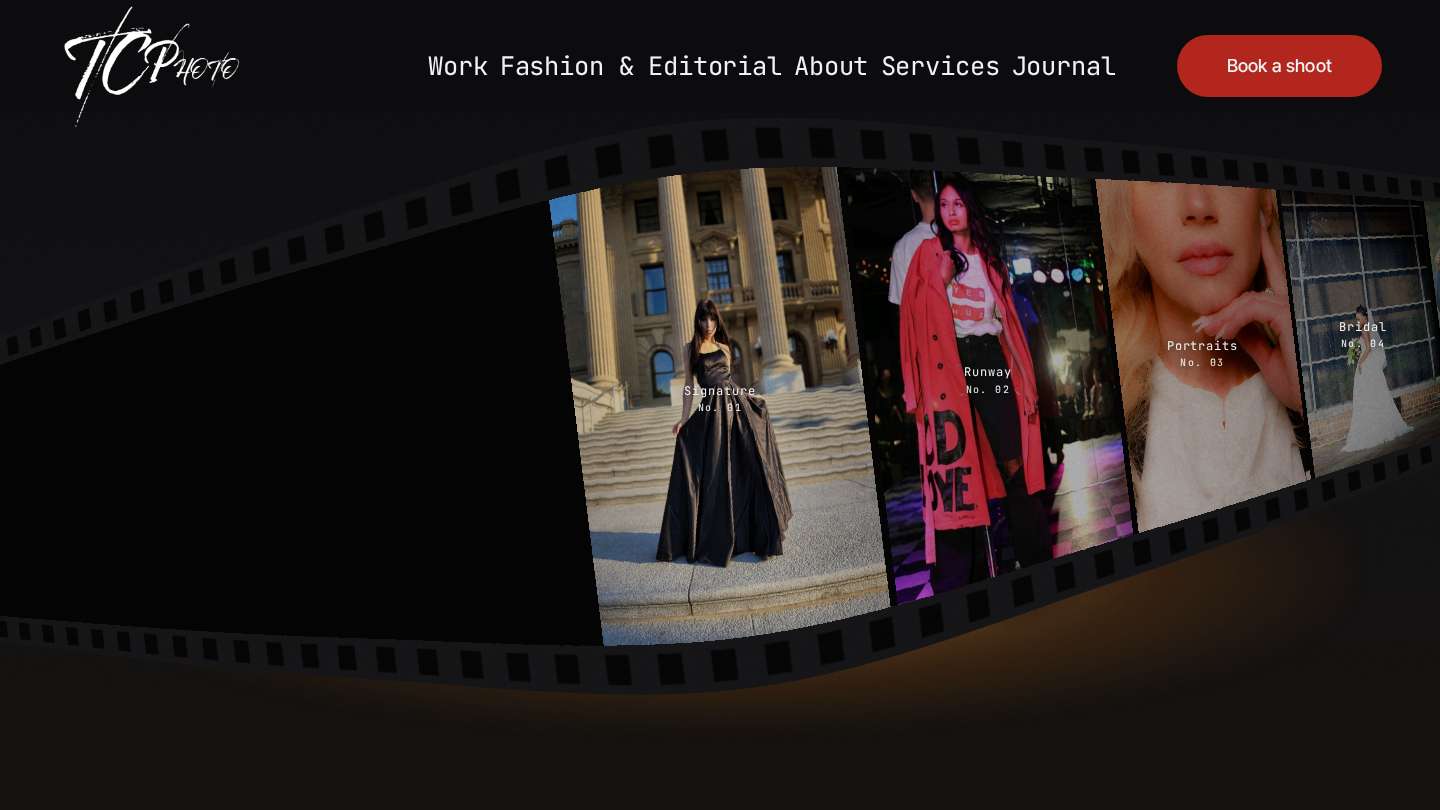 TCPhoto
Work Fashion & Editorial About Services Journal
Book a shoot
Signature
No. 01
Runway
No. 02
Portraits
No. 03
Bridal
No. 04